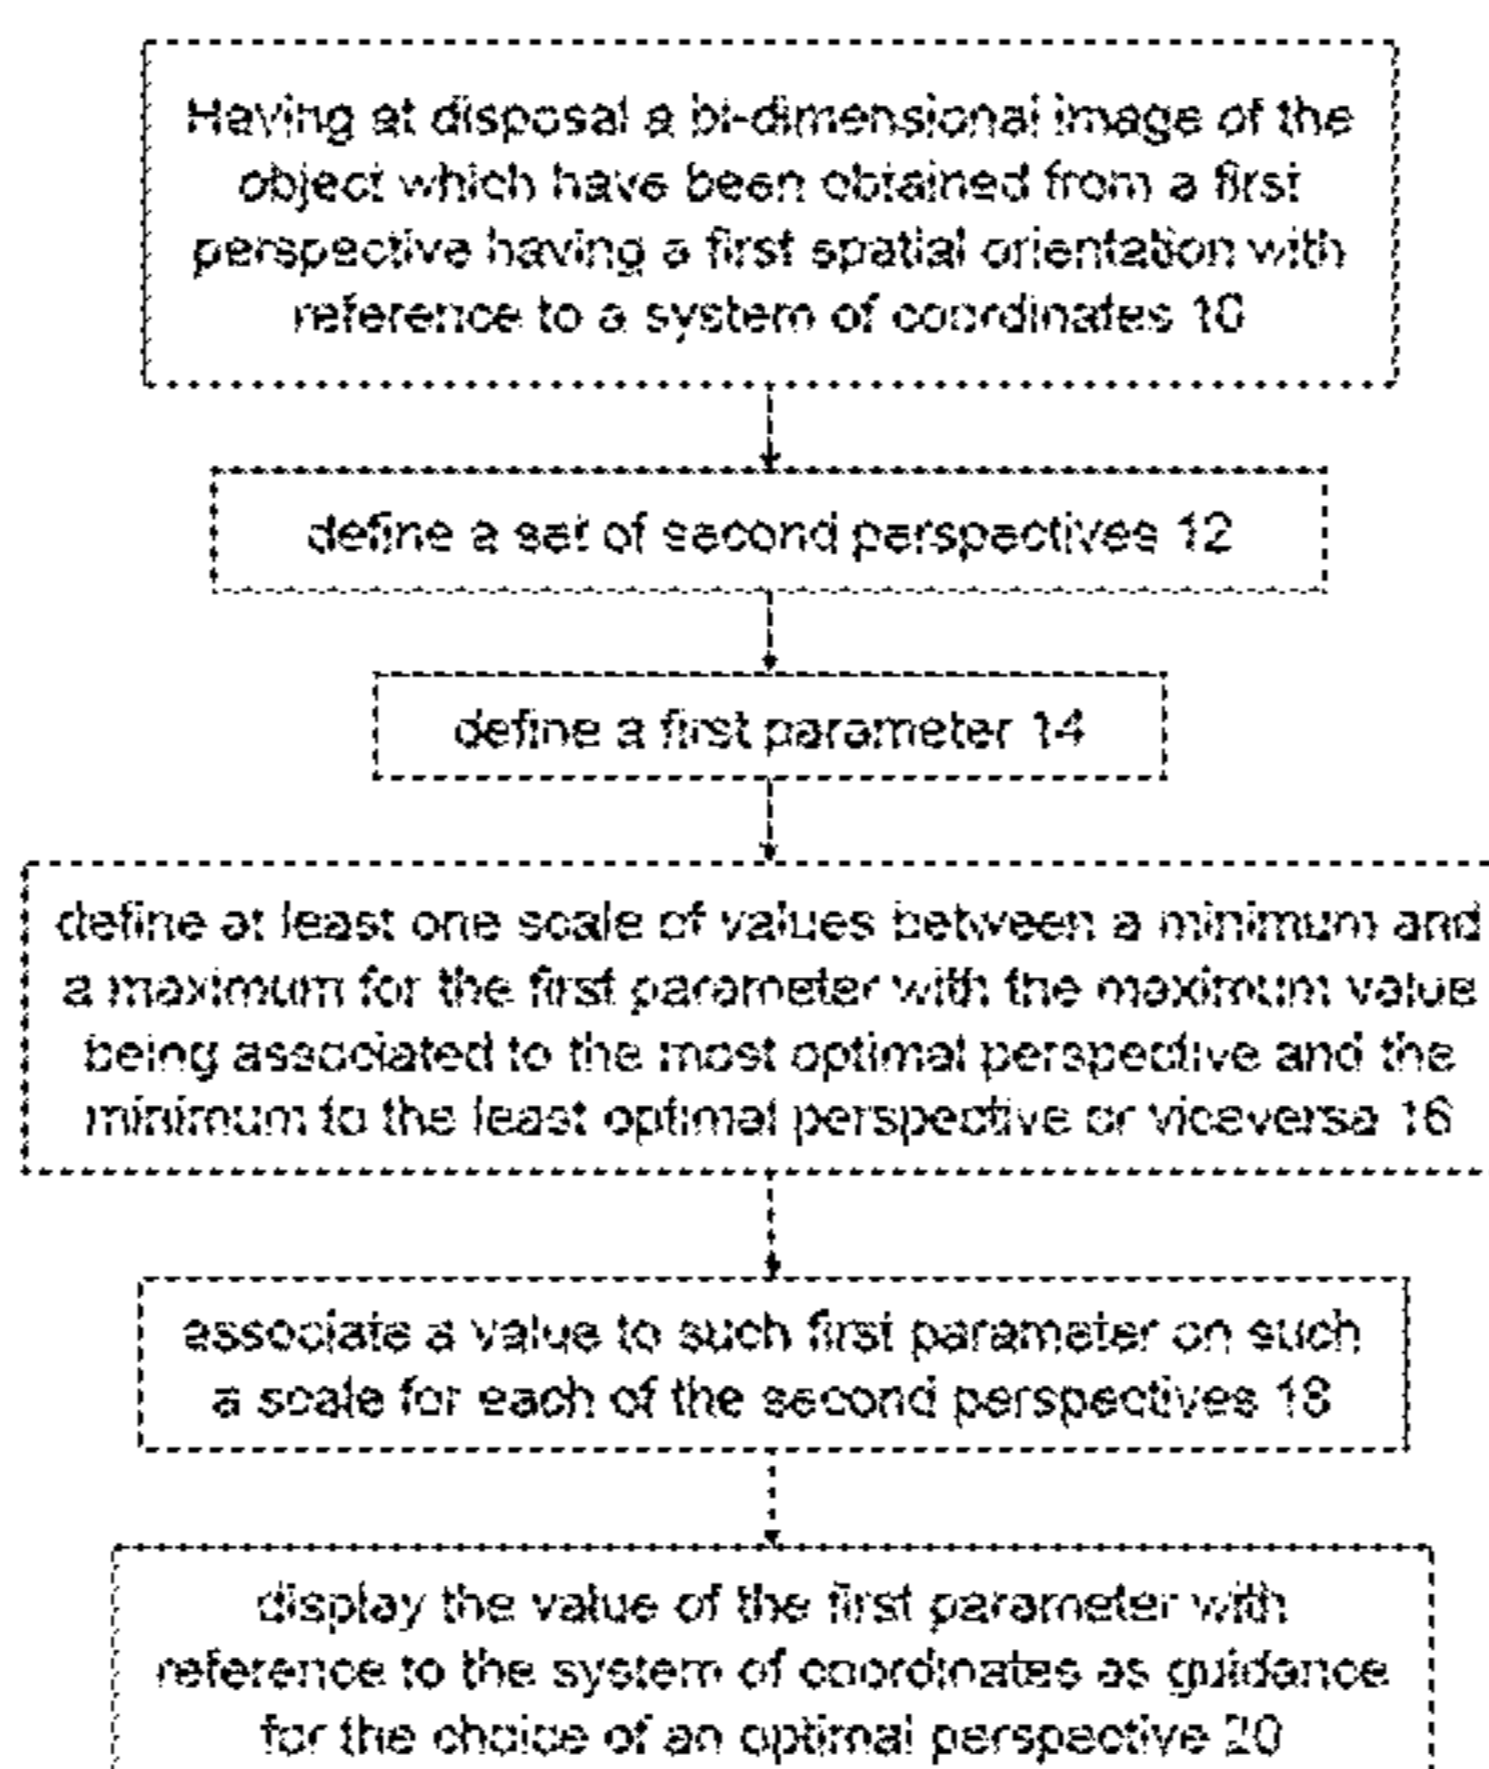 Having at disposal a bi-dimensional image of the
object which have been obtained from a first
perspective having a first spatial orientation with
reference to a system of coordinates 10
define a set of second perspectives 12
define a first parameter 14
define at least one scale of values between a minimum and
a maximum for the first parameter with the maximum value
being associated to the most optimal perspective and the
minimum to the least optimal perspective or viceversa 16
associate a value to such first parameter on such
a scale for each of the second perspectives 18
display the value of the first parameter with
reference to the system of coordinates as guidance
for the choice of an optimal perspective 20